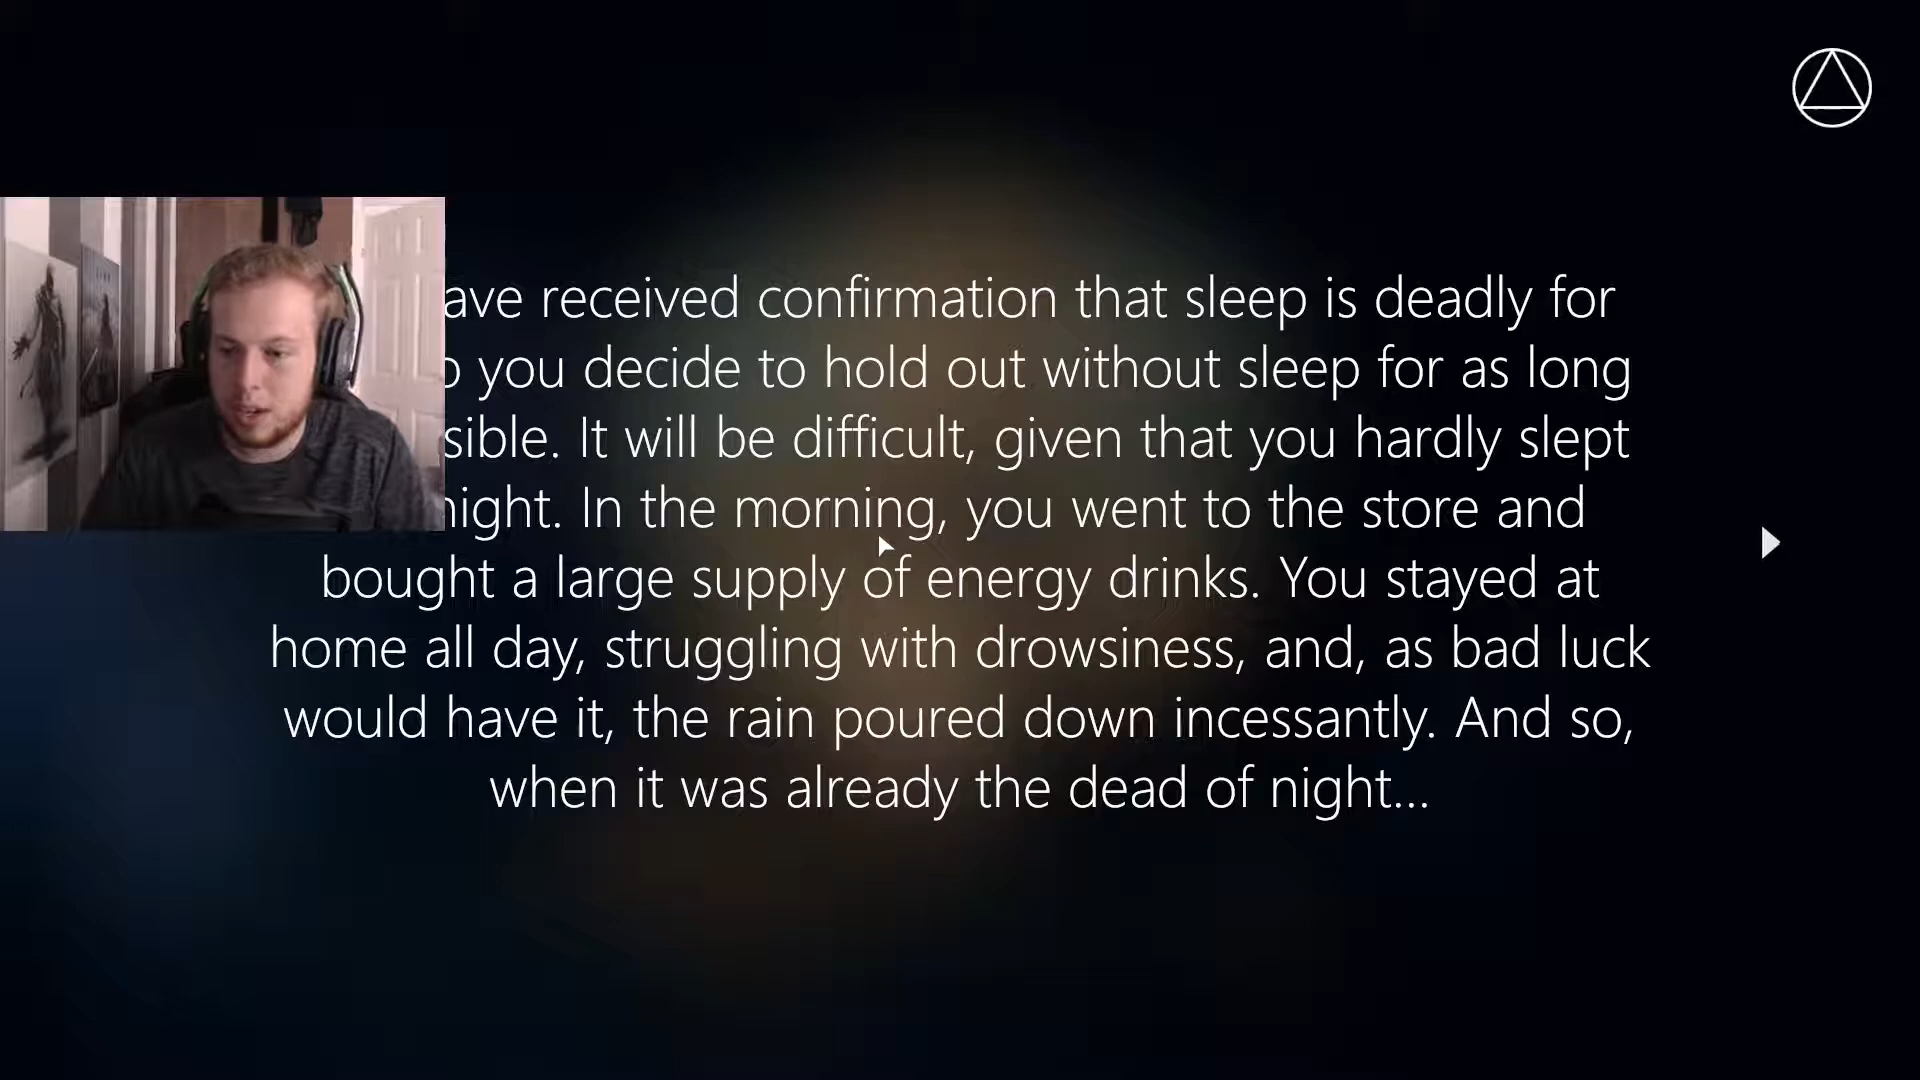 received confirmation that sleep is deadly for
you decide to hold out without sleep for as long
It will be difficult, given that you hardly slept
In the morning, you went to the store and
bought a large supply of energy drinks. You stayed at
home all day, struggling with drowsiness, and, as bad luck
would have it, the rain poured down incessantly. And so,
when it was already the dead of night...